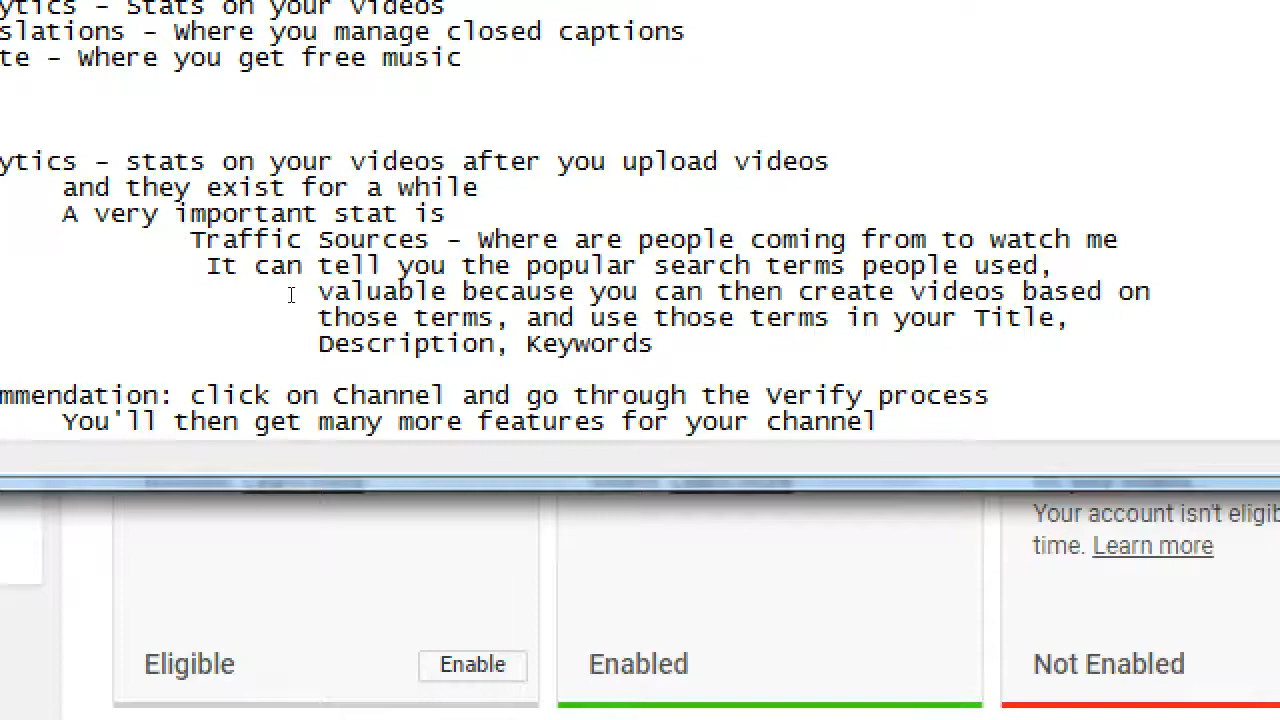 ytics - Stats on your videos
slations - Where you manage closed captions
te - Where you get free music
ytics - stats on your videos after you upload videos
and they exist for a while
A very important stat is
Traffic Sources - Where are people coming from to watch me
It can tell you the popular search terms people used,
valuable because you can then create videos based on
those terms, and use those terms in your Title,
Description, Keywords
mmendation: click on Channel and go through the Verify process
You'll then get many more features for your channel
Your account isn't eligib
time. Learn more
Eligible Enable Enabled Not Enabled